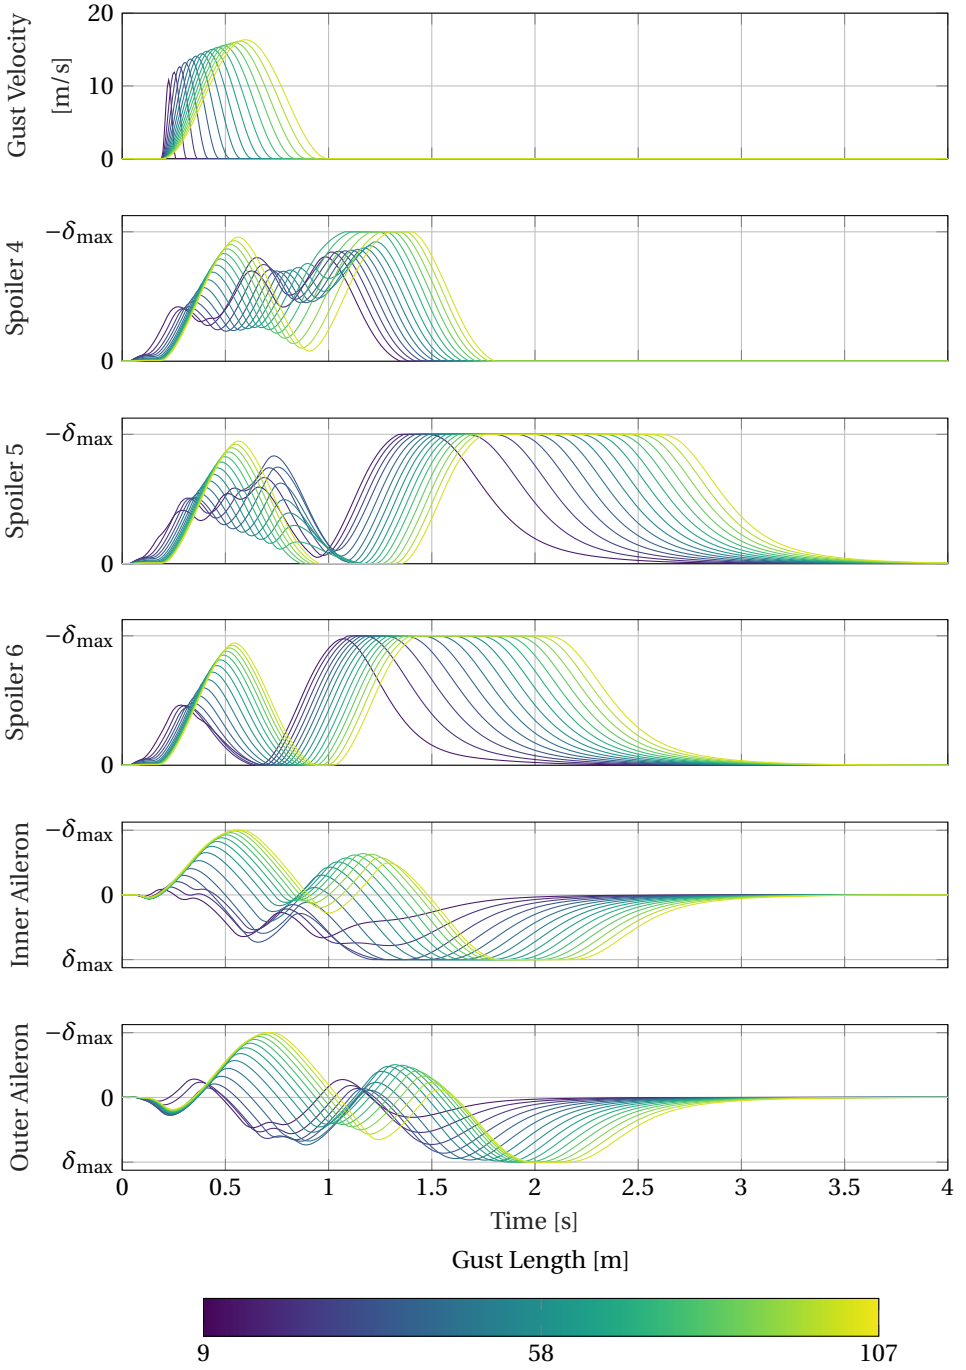 Gust Velocity
[m/s]
20
10
0
Spoiler 4
−δmax
0
Spoiler 5
−δmax
0
Spoiler 6
−δmax
0
Inner Aileron
−δmax
0
δmax
Outer Aileron
−δmax
0
δmax
0 0.5 1 1.5 2 2.5 3 3.5 4
Time [s]
Gust Length [m]
9 58 107